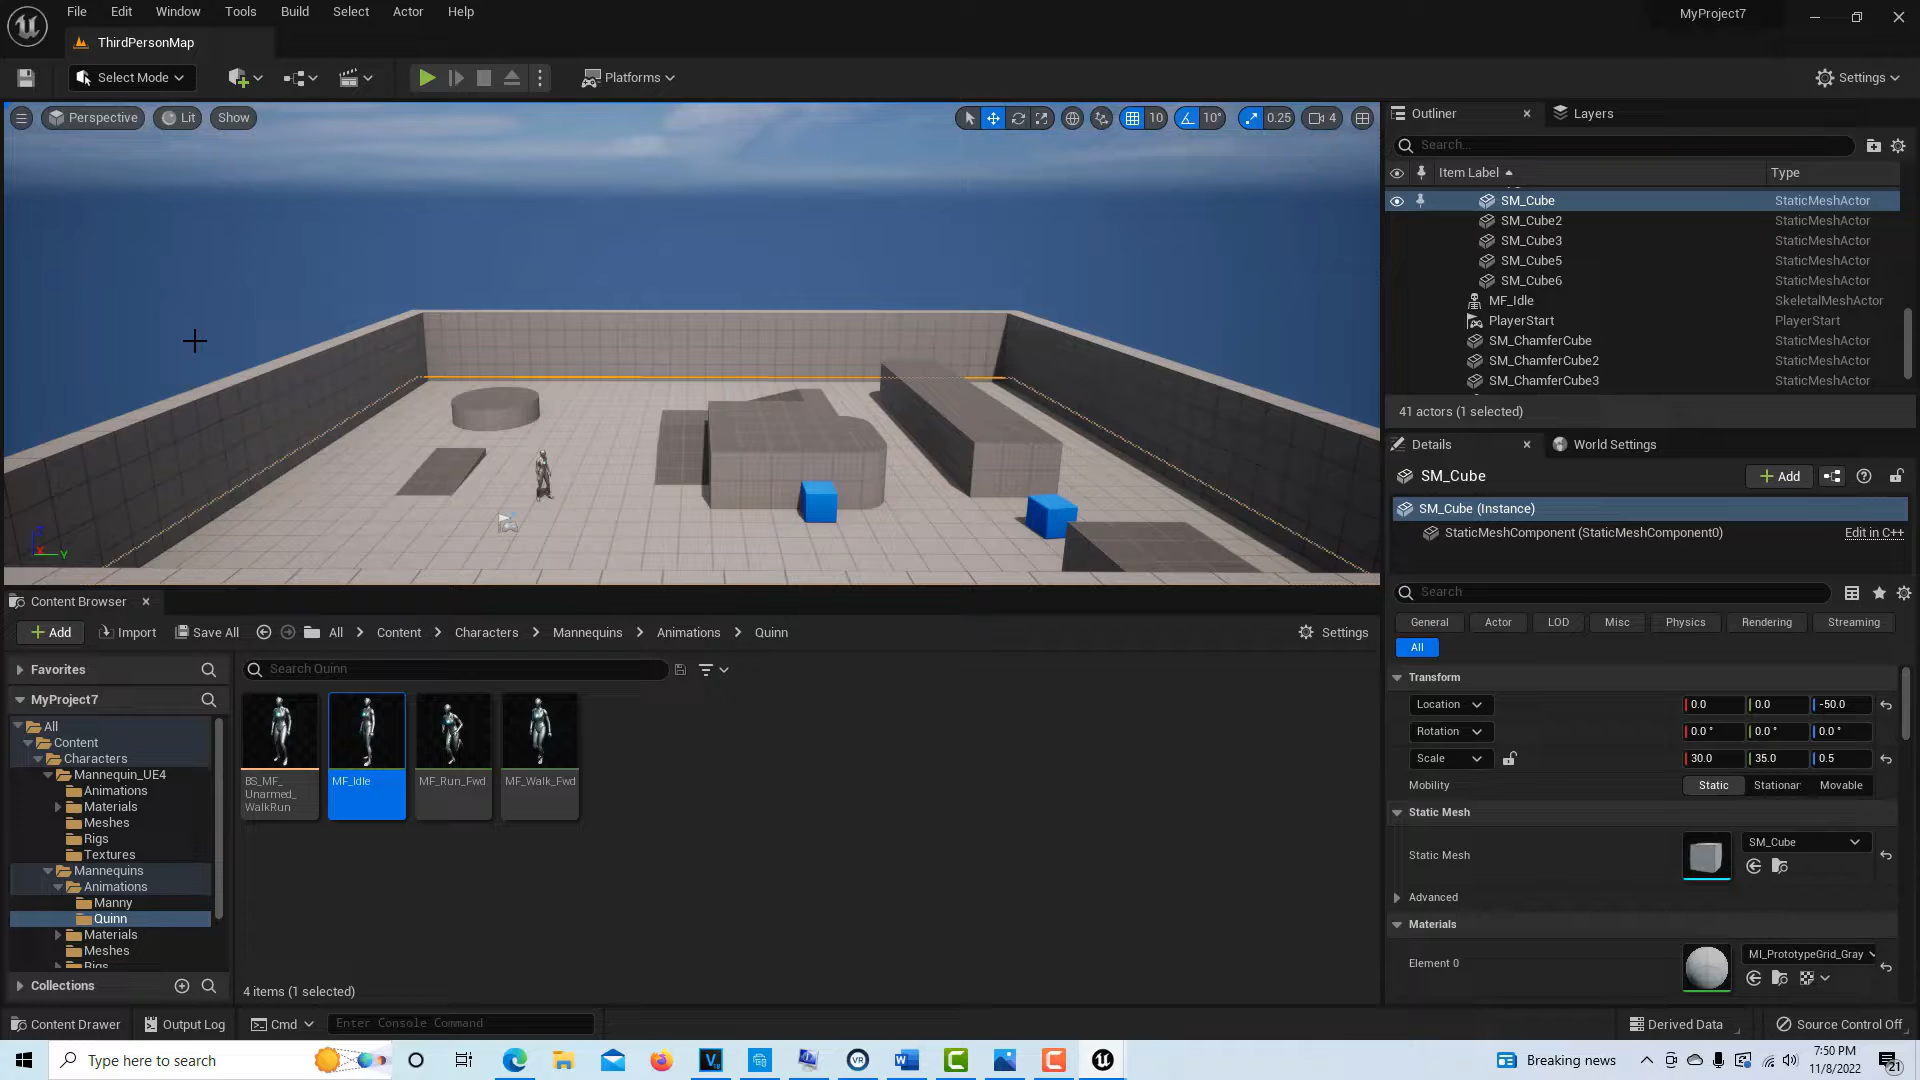 File Edit Window Tools Build Select Actor Help
MyProject7
ThirdPersonMap
Select Mode
Platforms
Settings
Perspective Lit Show
10 10° 0.25 4
Outliner
Layers
Search...
Item Label Type
SM_Cube StaticMeshActor
SM_Cube2 StaticMeshActor
SM_Cube3 StaticMeshActor
SM_Cube5 StaticMeshActor
SM_Cube6 StaticMeshActor
MF_Idle SkeletalMeshActor
PlayerStart PlayerStart
SM_ChamferCube StaticMeshActor
SM_ChamferCube2 StaticMeshActor
SM_ChamferCube3 StaticMeshActor
41 actors (1 selected)
Details
World Settings
SM_Cube
Add
SM_Cube (Instance)
StaticMeshComponent (StaticMeshComponent0) Edit in C++
Search
General Actor LOD Misc Physics Rendering Streaming
All
Transform
Location 0.0 0.0 -50.0
Rotation 0.0 ° 0.0 ° 0.0 °
Scale 30.0 35.0 0.5
Mobility Static Stationar Movable
Static Mesh
Static Mesh SM_Cube
Advanced
Materials
Element 0 MI_PrototypeGrid_Gray
Z
X
Y
Content Browser
Add Import Save All All Content Characters Mannequins Animations Quinn Settings
Favorites
MyProject7
All
Content
Characters
Mannequin_UE4
Animations
Materials
Meshes
Rigs
Textures
Mannequins
Animations
Manny
Quinn
Materials
Meshes
Rigs
Collections
Search Quinn
BS_MF_
Unarmed_
WalkRun
MF_Idle
MF_Run_Fwd
MF_Walk_Fwd
4 items (1 selected)
Content Drawer Output Log Cmd Enter Console Command Derived Data Source Control Off
Type here to search
Breaking news
7:50 PM
11/8/2022
21